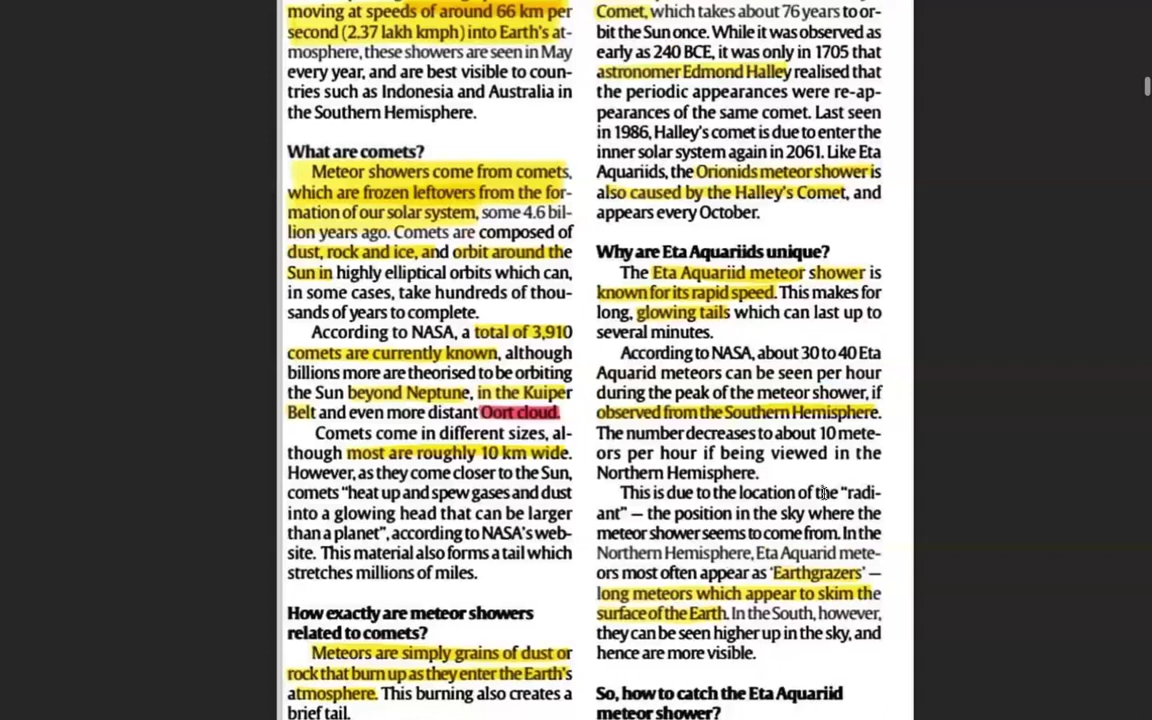 moving at speeds of around 66 km per
second (2.37 lakh kmph) into Earth's at-
mosphere, these showers are seen in May
every year, and are best visible to coun-
tries such as Indonesia and Australia in
the Southern Hemisphere.
What are comets?
Meteor showers come from comets,
which are frozen leftovers from the for-
mation of our solar system, some 4.6 bil-
lion years ago. Comets are composed of
dust, rock and ice, and orbit around the
Sun in highly elliptical orbits which can,
in some cases, take hundreds of thou-
sands of years to complete.
According to NASA, a total of 3,910
comets are currently known, although
billions more are theorised to be orbiting
the Sun beyond Neptune, in the Kuiper
Belt and even more distant Oort cloud.
Comets come in different sizes, al-
though most are roughly 10 km wide.
However, as they come closer to the Sun,
comets "heat up and spew gases and dust
into a glowing head that can be larger
than a planet", according to NASA's web-
site. This material also forms a tail which
stretches millions of miles.
How exactly are meteor showers
related to comets?
Meteors are simply grains of dust or
rock that burn up as they enter the Earth's
atmosphere. This burning also creates a
brief tail.
Comet, which takes about 76 years to or-
bit the Sun once. While it was observed as
early as 240 BCE, it was only in 1705 that
astronomer Edmond Halley realised that
the periodic appearances were re-ap-
pearances of the same comet. Last seen
in 1986, Halley's comet is due to enter the
inner solar system again in 2061. Like Eta
Aquariids, the Orionids meteor shower is
also caused by the Halley's Comet, and
appears every October.
Why are Eta Aquariids unique?
The Eta Aquariid meteor shower is
known for its rapid speed. This makes for
long, glowing tails which can last up to
several minutes.
According to NASA, about 30 to 40 Eta
Aquarid meteors can be seen per hour
during the peak of the meteor shower, if
observed from the Southern Hemisphere.
The number decreases to about 10 mete-
ors per hour if being viewed in the
Northern Hemisphere.
This is due to the location of the "radi-
ant" — the position in the sky where the
meteor shower seems to come from. In the
Northern Hemisphere, Eta Aquarid mete-
ors most often appear as 'Earthgrazers' —
long meteors which appear to skim the
surface of the Earth. In the South, however,
they can be seen higher up in the sky, and
hence are more visible.
So, how to catch the Eta Aquariid
meteor shower?